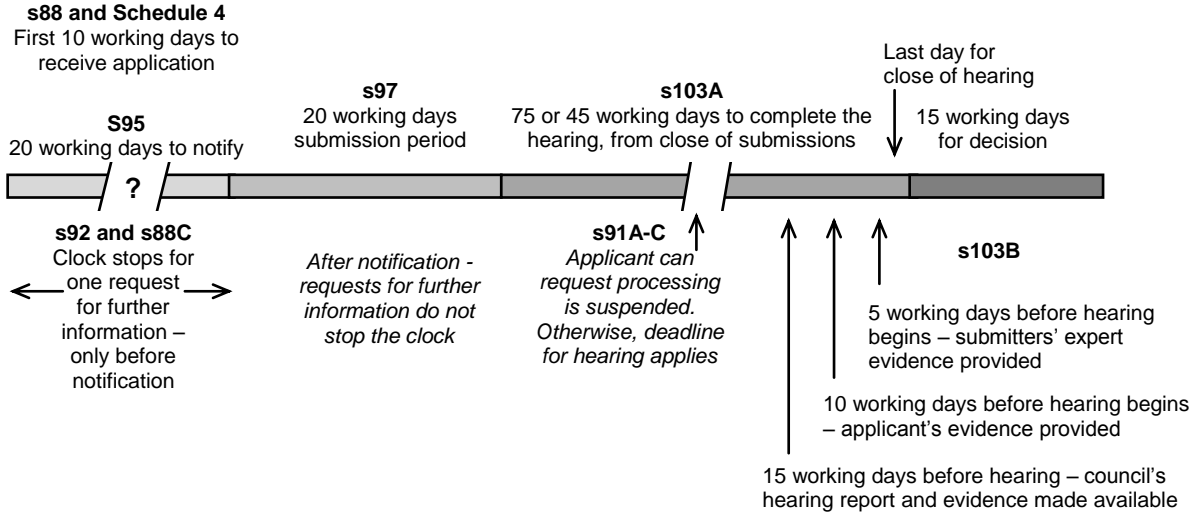 s88 and Schedule 4
First 10 working days to
receive application
S95
20 working days to notify
s97
20 working days
submission period
s103A
75 or 45 working days to complete the
hearing, from close of submissions
Last day for
close of hearing
15 working days
for decision
?
s92 and s88C
Clock stops for
one request
for further
information –
only before
notification
After notification -
requests for further
information do not
stop the clock
s91A-C
Applicant can
request processing
is suspended.
Otherwise, deadline
for hearing applies
s103B
5 working days before hearing
begins – submitters' expert
evidence provided
10 working days before hearing begins
– applicant's evidence provided
15 working days before hearing – council's
hearing report and evidence made available